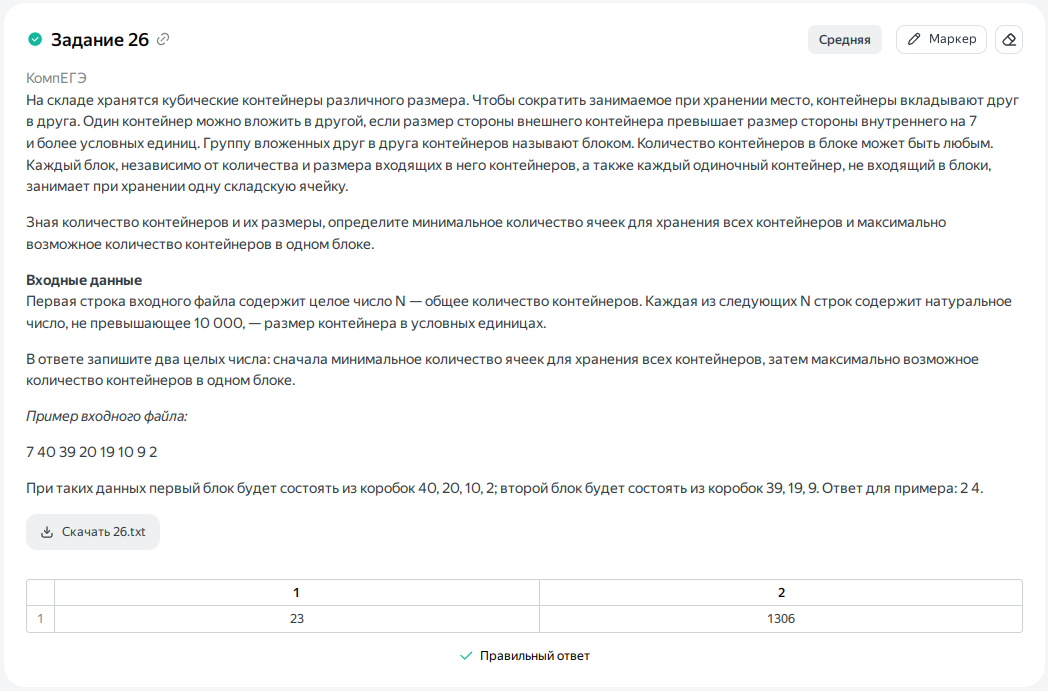 Задание 26
Средняя
Маркер
КомпЕГЭ
На складе хранятся кубические контейнеры различного размера. Чтобы сократить занимаемое при хранении место, контейнеры вкладывают друг
в друга. Один контейнер можно вложить в другой, если размер стороны внешнего контейнера превышает размер стороны внутреннего на 7
и более условных единиц. Группу вложенных друг в друга контейнеров называют блоком. Количество контейнеров в блоке может быть любым.
Каждый блок, независимо от количества и размера входящих в него контейнеров, а также каждый одиночный контейнер, не входящий в блоки,
занимает при хранении одну складскую ячейку.
Зная количество контейнеров и их размеры, определите минимальное количество ячеек для хранения всех контейнеров и максимально
возможное количество контейнеров в одном блоке.
Входные данные
Первая строка входного файла содержит целое число N — общее количество контейнеров. Каждая из следующих N строк содержит натуральное
число, не превышающее 10 000, — размер контейнера в условных единицах.
В ответе запишите два целых числа: сначала минимальное количество ячеек для хранения всех контейнеров, затем максимально возможное
количество контейнеров в одном блоке.
Пример входного файла:
7 40 39 20 19 10 9 2
При таких данных первый блок будет состоять из коробок 40, 20, 10, 2; второй блок будет состоять из коробок 39, 19, 9. Ответ для примера: 2 4.
Скачать 26.txt
1 2
1 23 1306
Правильный ответ